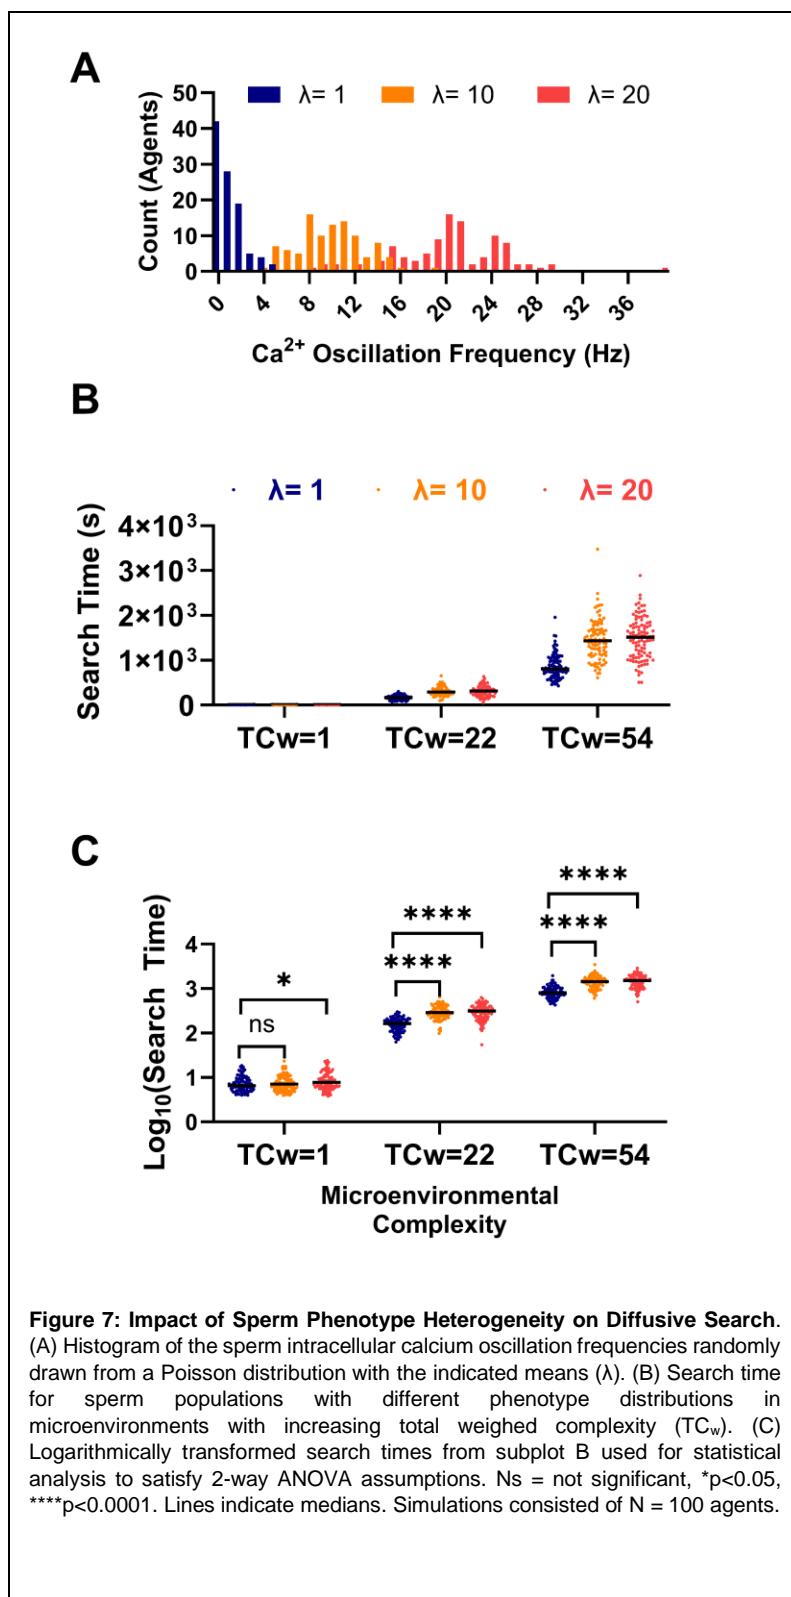 A
λ= 1 λ= 10 λ= 20
Count (Agents)
50
40
30
20
10
0
0 4 8 12 16 20 24 28 32 36
Ca²⁺ Oscillation Frequency (Hz)
B
λ= 1 λ= 10 λ= 20
Search Time (s)
4×10³
3×10³
2×10³
1×10³
0
TCw=1 TCw=22 TCw=54
C
Log₁₀(Search Time)
****
****
****
****
*
ns
4
3
2
1
0
TCw=1 TCw=22 TCw=54
Microenvironmental
Complexity
Figure 7: Impact of Sperm Phenotype Heterogeneity on Diffusive Search.
(A) Histogram of the sperm intracellular calcium oscillation frequencies randomly
drawn from a Poisson distribution with the indicated means (λ). (B) Search time
for sperm populations with different phenotype distributions in
microenvironments with increasing total weighed complexity (TCw). (C)
Logarithmically transformed search times from subplot B used for statistical
analysis to satisfy 2-way ANOVA assumptions. Ns = not significant, *p<0.05,
****p<0.0001. Lines indicate medians. Simulations consisted of N = 100 agents.